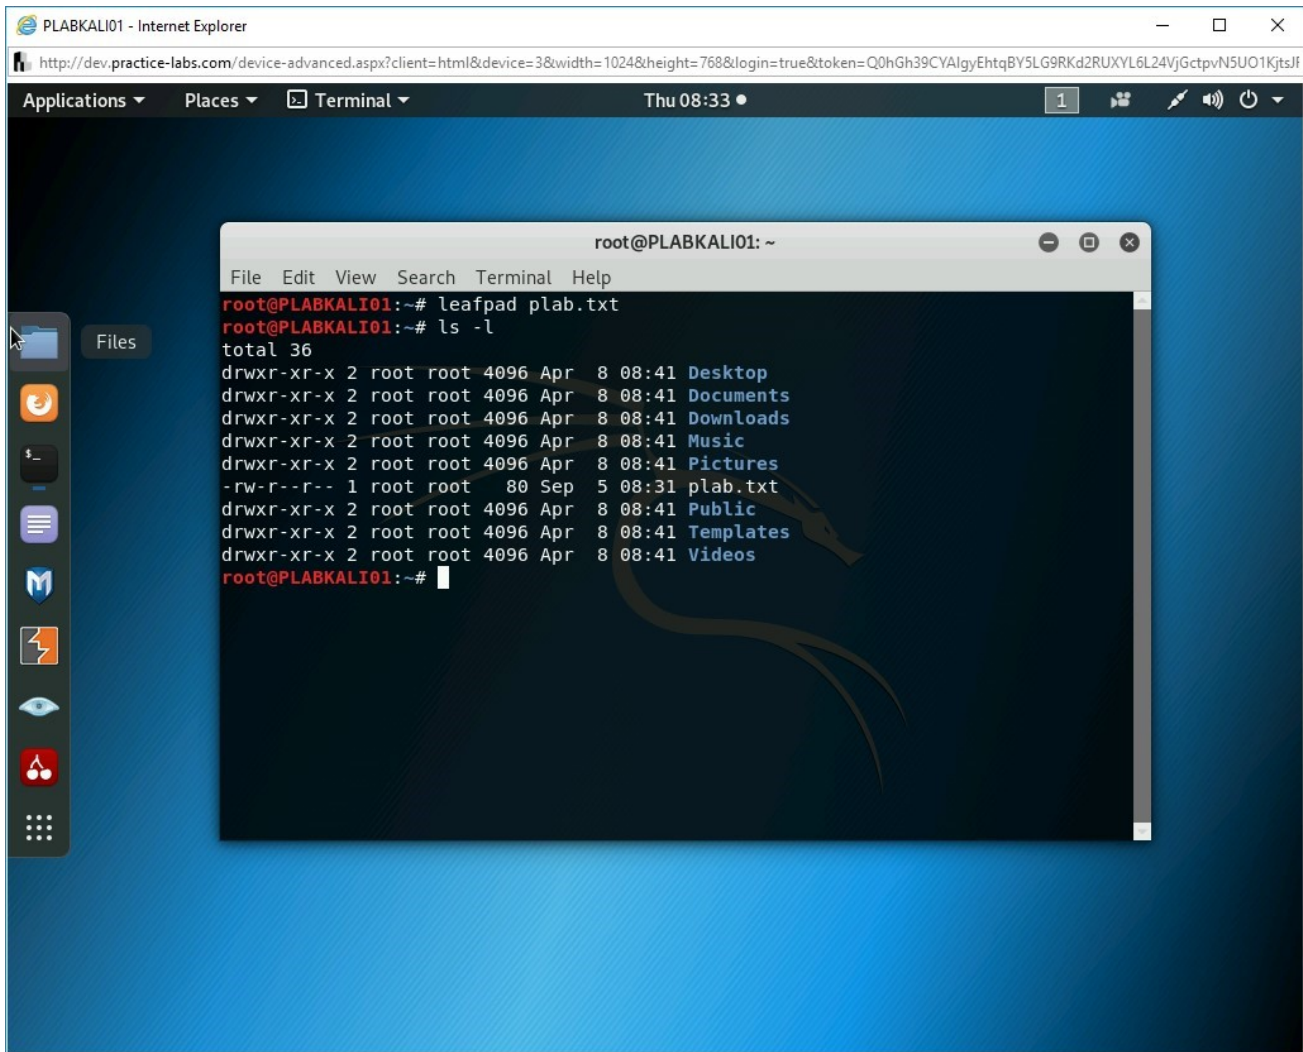 PLABKALI01 - Internet Explorer
http://dev.practice-labs.com/device-advanced.aspx?client=html&device=3&width=1024&height=768&login=true&token=Q0hGh39CYAIgyEhtqBY5LG9RKd2RUXYL6L24VjGctpvN5UO1KjtsJF
Applications Places Terminal Thu 08:33 1
root@PLABKALI01: ~
File Edit View Search Terminal Help
root@PLABKALI01:~# leafpad plab.txt
root@PLABKALI01:~# ls -l
total 36
drwxr-xr-x 2 root root 4096 Apr  8 08:41 Desktop
drwxr-xr-x 2 root root 4096 Apr  8 08:41 Documents
drwxr-xr-x 2 root root 4096 Apr  8 08:41 Downloads
drwxr-xr-x 2 root root 4096 Apr  8 08:41 Music
drwxr-xr-x 2 root root 4096 Apr  8 08:41 Pictures
-rw-r--r-- 1 root root   80 Sep  5 08:31 plab.txt
drwxr-xr-x 2 root root 4096 Apr  8 08:41 Public
drwxr-xr-x 2 root root 4096 Apr  8 08:41 Templates
drwxr-xr-x 2 root root 4096 Apr  8 08:41 Videos
root@PLABKALI01:~#
Files
$_